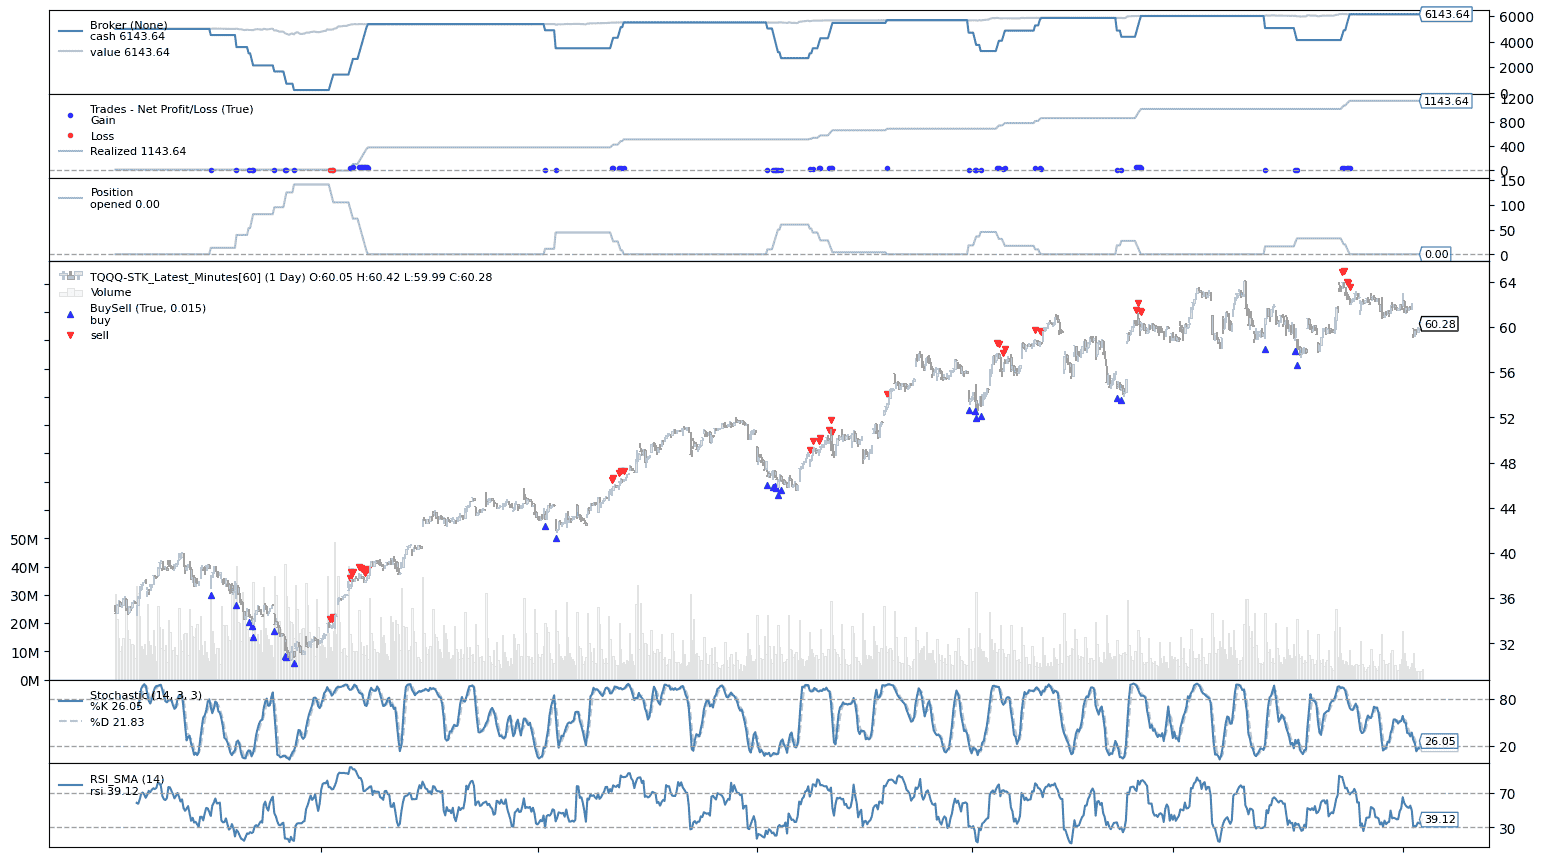 Broker (None)
cash 6143.64
value 6143.64
6143.64
6000
4000
2000
0
Trades - Net Profit/Loss (True)
Gain
Loss
Realized 1143.64
1200
1143.64
800
400
0
Position
opened 0.00
150
100
50
0
0.00
TQQQ-STK_Latest_Minutes[60] (1 Day) O:60.05 H:60.42 L:59.99 C:60.28
Volume
BuySell (True, 0.015)
buy
sell
64
60
60.28
56
52
48
44
40
36
32
50M
40M
30M
20M
10M
0M
Stochastic (14, 3, 3)
%K 26.05
%D 21.83
80
26.05
20
RSI_SMA (14)
rsi 39.12
70
39.12
30